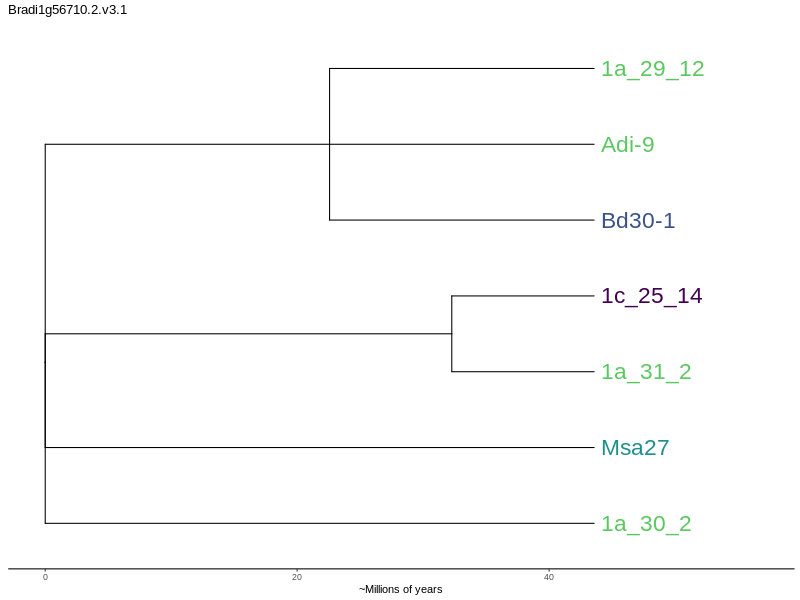 Bradi1g56710.2.v3.1
1a_29_12
Adi-9
Bd30-1
1c_25_14
1a_31_2
Msa27
1a_30_2
0 20 40
~Millions of years